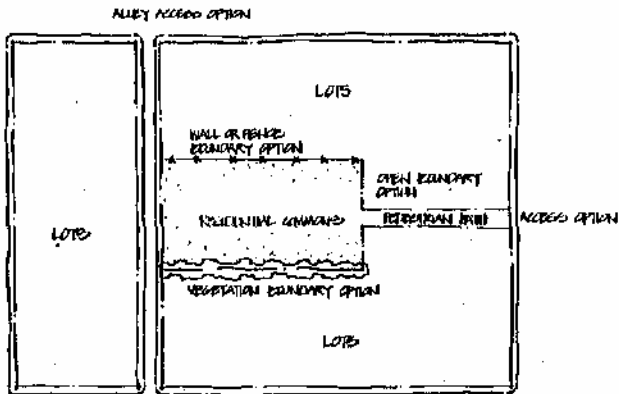 ALLEY ACCESS OPTION
LOTS
WALL OR FENCE
BOUNDARY OPTION
OPEN BOUNDARY
OPTION
LOTS
RESIDENTIAL COMMONS
PEDESTRIAN PATH
ACCESS OPTION
VEGETATION BOUNDARY OPTION
LOTS